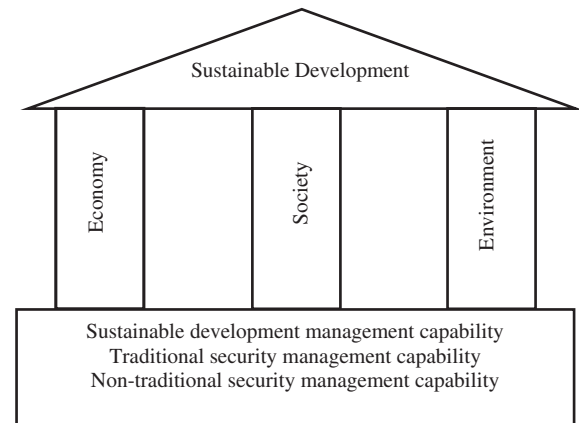 Sustainable Development
Economy
Society
Environment
Sustainable development management capability
Traditional security management capability
Non-traditional security management capability